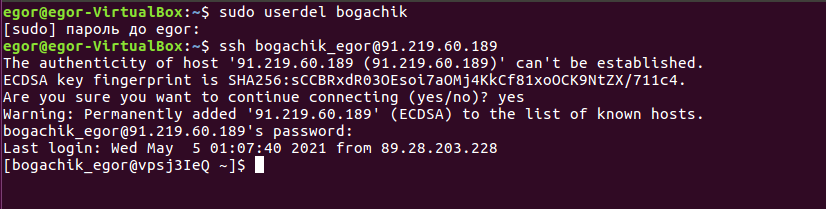 egor@egor-VirtualBox:~$ sudo userdel bogachik
[sudo] пароль до egor:
egor@egor-VirtualBox:~$ ssh bogachik_egor@91.219.60.189
The authenticity of host '91.219.60.189 (91.219.60.189)' can't be established.
ECDSA key fingerprint is SHA256:sCCBRxdR03OEsoi7aOMj4KkCf81xoOCK9NtZX/711c4.
Are you sure you want to continue connecting (yes/no)? yes
Warning: Permanently added '91.219.60.189' (ECDSA) to the list of known hosts.
bogachik_egor@91.219.60.189's password:
Last login: Wed May  5 01:07:40 2021 from 89.28.203.228
[bogachik_egor@vpsj3IeQ ~]$